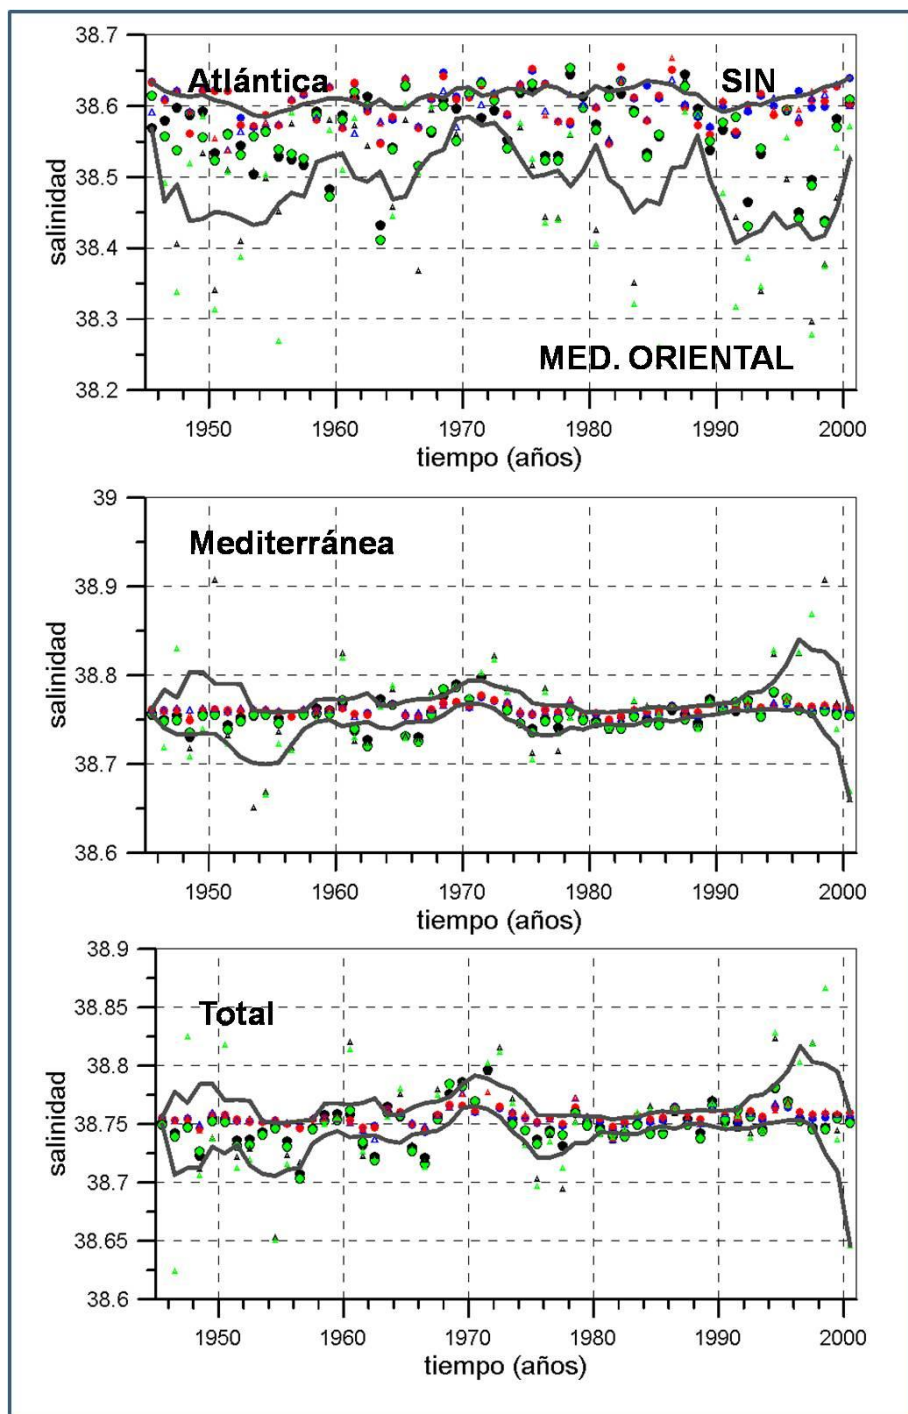 38.7
Atlántica
SIN
38.6
38.5
salinidad
38.4
38.3
MED. ORIENTAL
38.2
1950 1960 1970 1980 1990 2000
tiempo (años)
39
Mediterránea
38.9
salinidad
38.8
38.7
38.6
1950 1960 1970 1980 1990 2000
tiempo (años)
38.9
38.85
Total
38.8
salinidad
38.75
38.7
38.65
38.6
1950 1960 1970 1980 1990 2000
tiempo (años)